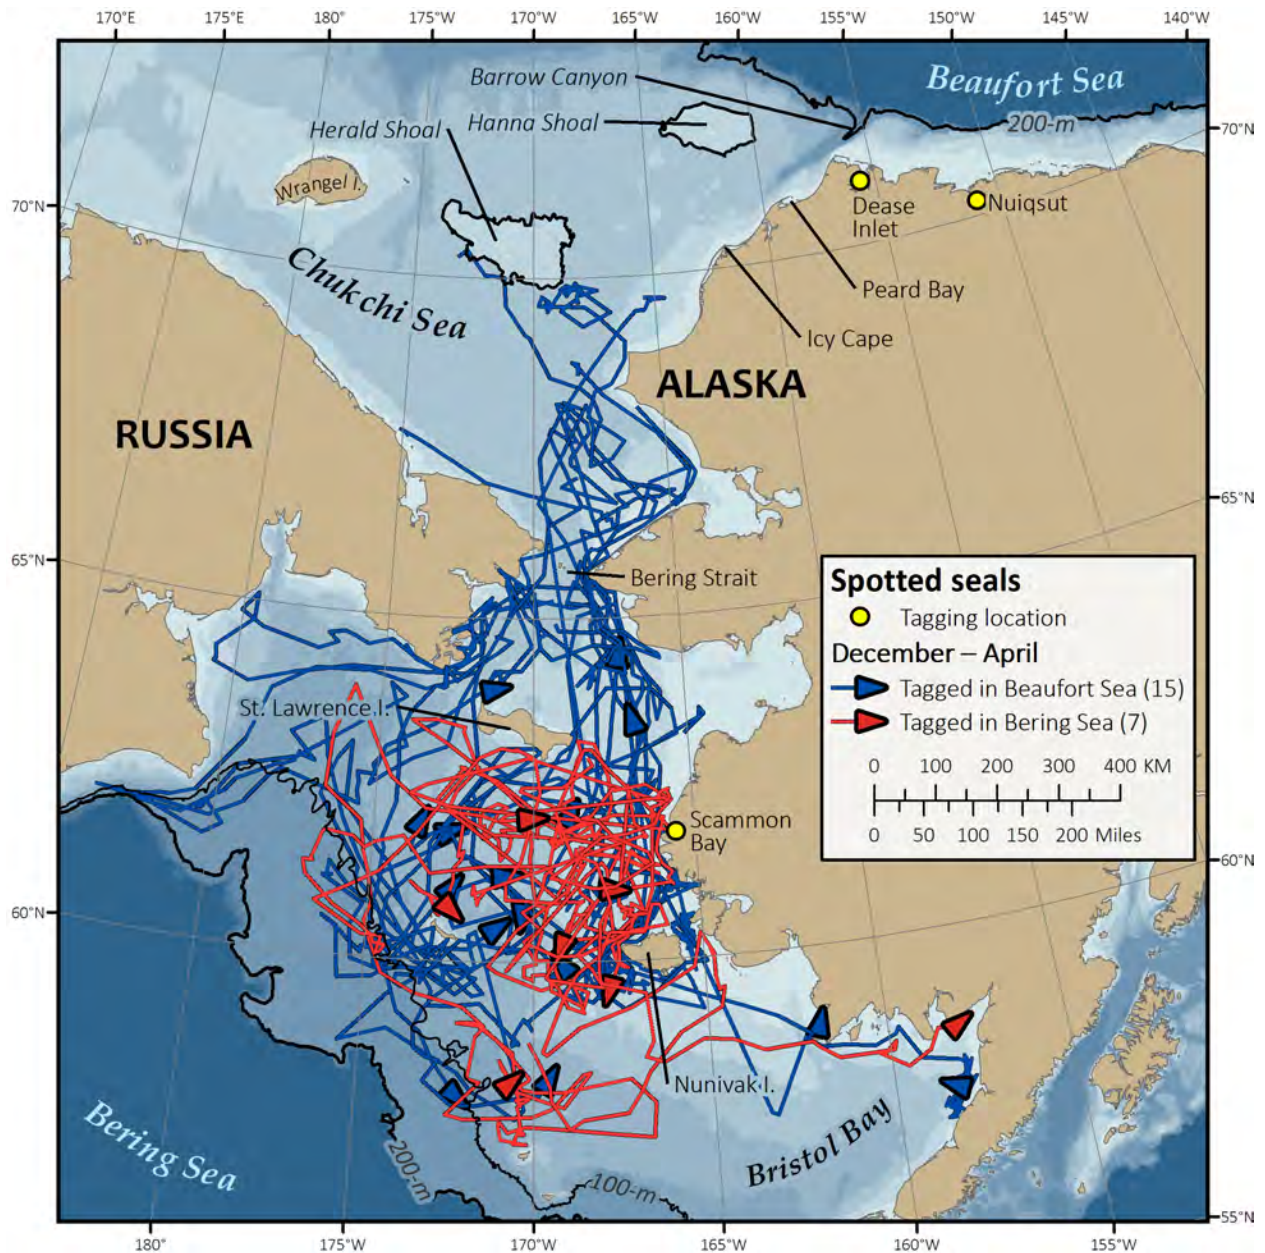 170°E 175°E 180° 175°W 170°W 165°W 160°W 155°W 150°W 145°W 140°W
Beaufort Sea
Barrow Canyon
200-m
Hanna Shoal
Herald Shoal
70°N
Wrangel I.
Dease
Inlet
Nuiqsut
70°N
Chukchi Sea
Peard Bay
Icy Cape
ALASKA
RUSSIA
65°N
65°N
Bering Strait
Spotted seals
Tagging location
December – April
Tagged in Beaufort Sea (15)
Tagged in Bering Sea (7)
0 100 200 300 400 KM
0 50 100 150 200 Miles
St. Lawrence I.
Scammon
Bay
60°N
60°N
Nunivak I.
Bering Sea
Bristol Bay
200-m
100-m
55°N
180° 175°W 170°W 165°W 160°W 155°W